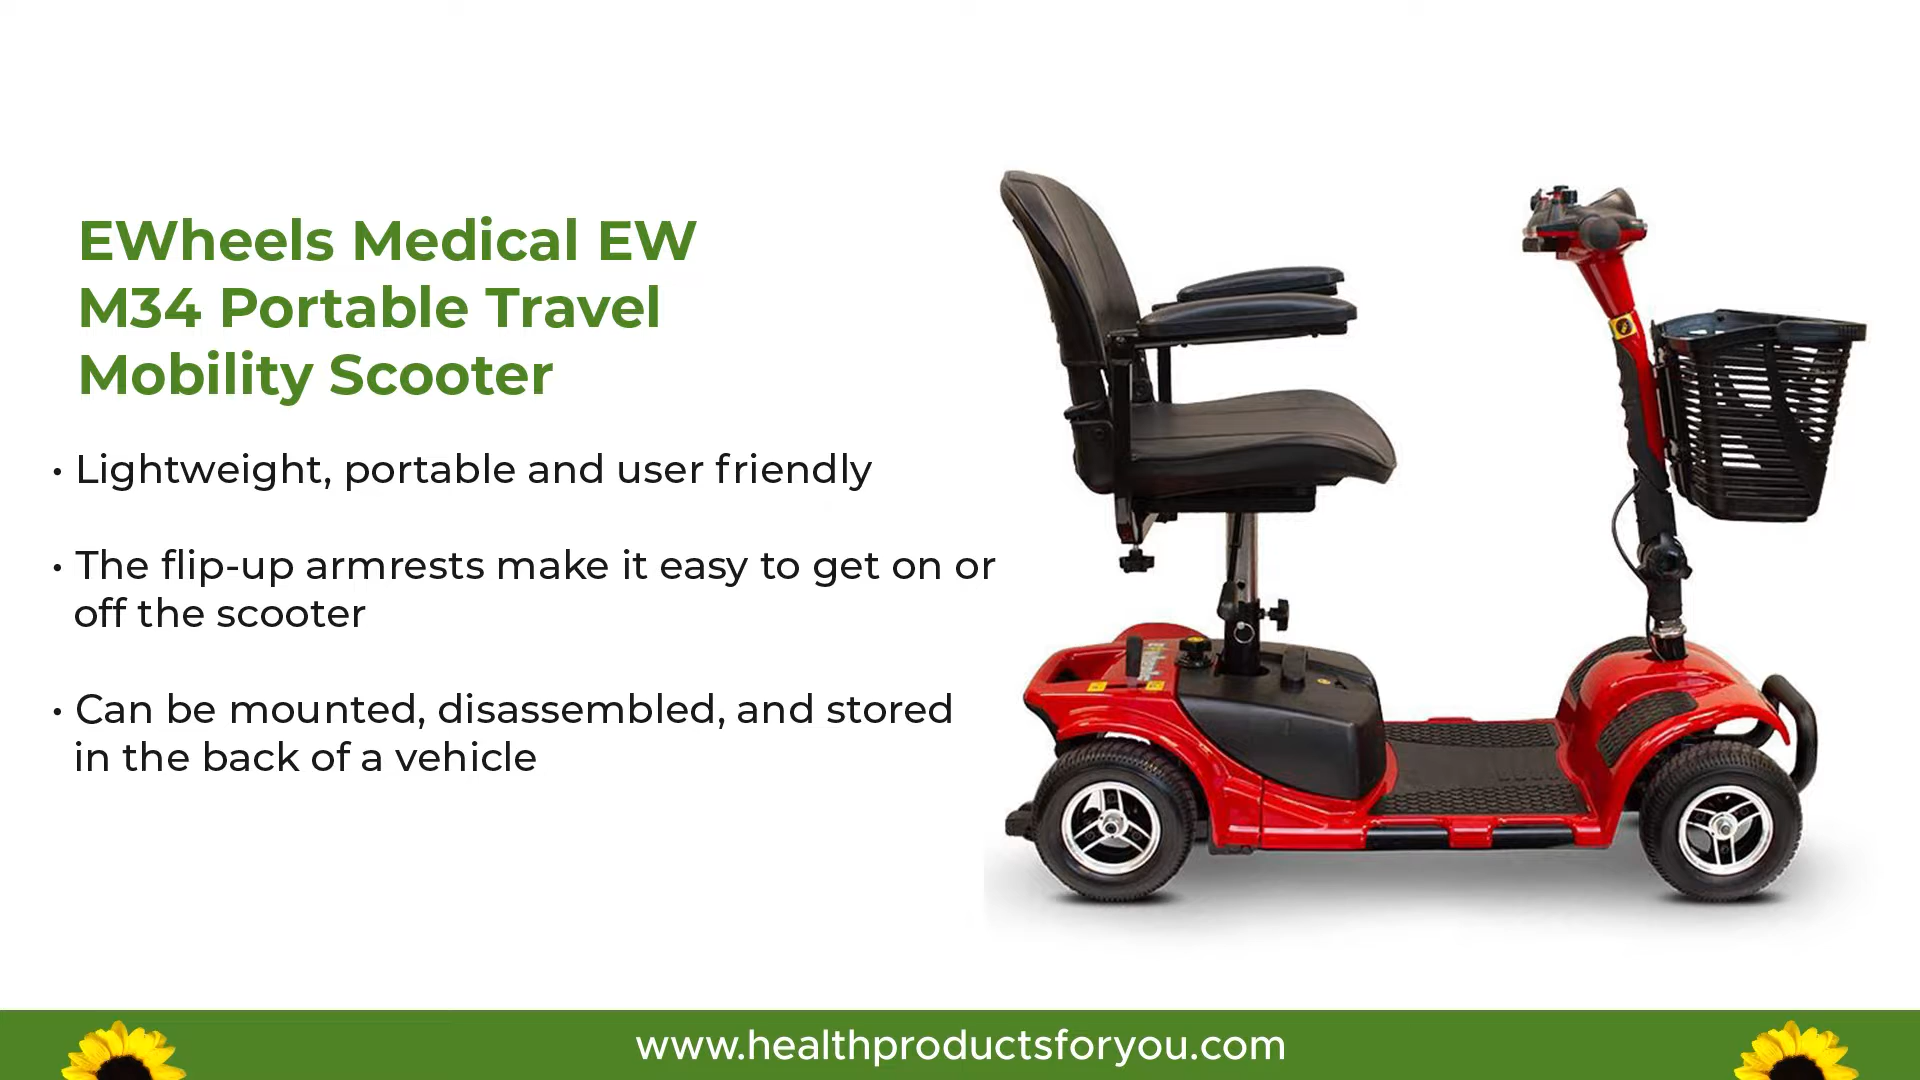 EWheels Medical EW
M34 Portable Travel
Mobility Scooter
• Lightweight, portable and user friendly
• The flip-up armrests make it easy to get on or
off the scooter
• Can be mounted, disassembled, and stored
in the back of a vehicle
www.healthproductsforyou.com